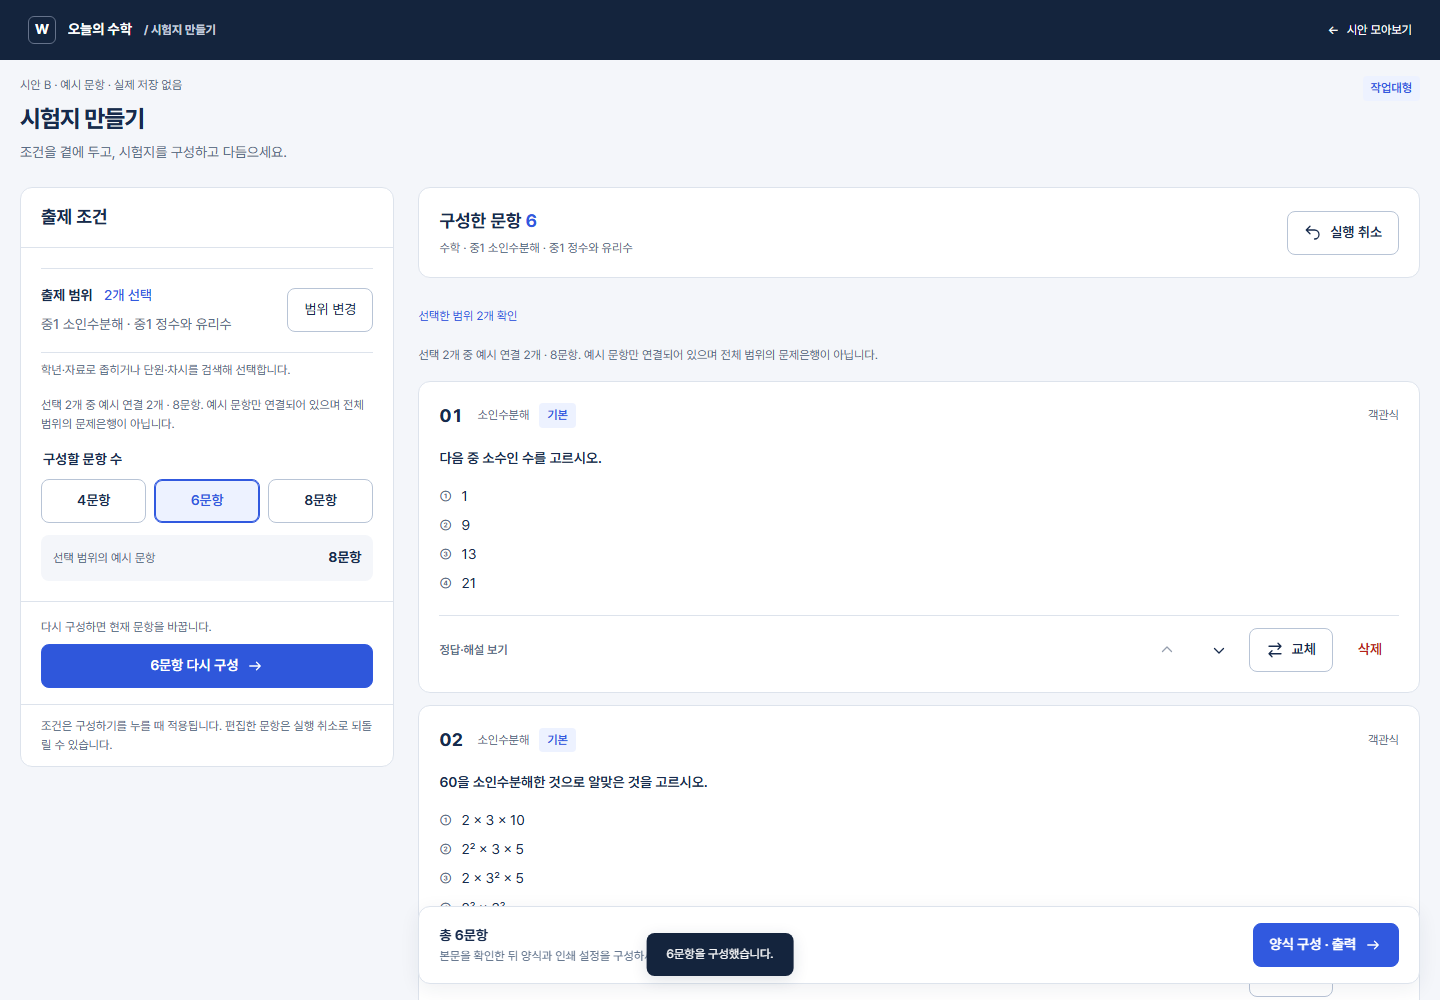 W 오늘의 수학 / 시험지 만들기
← 시안 모아보기
시안 B · 예시 문항 · 실제 저장 없음
작업대형
시험지 만들기
조건을 곁에 두고, 시험지를 구성하고 다듬으세요.
출제 조건
출제 범위 2개 선택
중1 소인수분해 · 중1 정수와 유리수
범위 변경
학년·자료로 좁히거나 단원·차시를 검색해 선택합니다.
선택 2개 중 예시 연결 2개 · 8문항. 예시 문항만 연결되어 있으며 전체
범위의 문제은행이 아닙니다.
구성할 문항 수
4문항 6문항 8문항
선택 범위의 예시 문항 8문항
다시 구성하면 현재 문항을 바꿉니다.
6문항 다시 구성 →
조건은 구성하기를 누를 때 적용됩니다. 편집한 문항은 실행 취소로 되돌
릴 수 있습니다.
구성한 문항 6
수학 · 중1 소인수분해 · 중1 정수와 유리수
실행 취소
선택한 범위 2개 확인
선택 2개 중 예시 연결 2개 · 8문항. 예시 문항만 연결되어 있으며 전체 범위의 문제은행이 아닙니다.
01 소인수분해 기본 객관식
다음 중 소수인 수를 고르시오.
① 1
② 9
③ 13
④ 21
정답·해설 보기 교체 삭제
02 소인수분해 기본 객관식
60을 소인수분해한 것으로 알맞은 것을 고르시오.
① 2 × 3 × 10
② 2² × 3 × 5
③ 2 × 3² × 5
총 6문항
본문을 확인한 뒤 양식과 인쇄 설정을 구성하
6문항을 구성했습니다.
양식 구성 · 출력 →